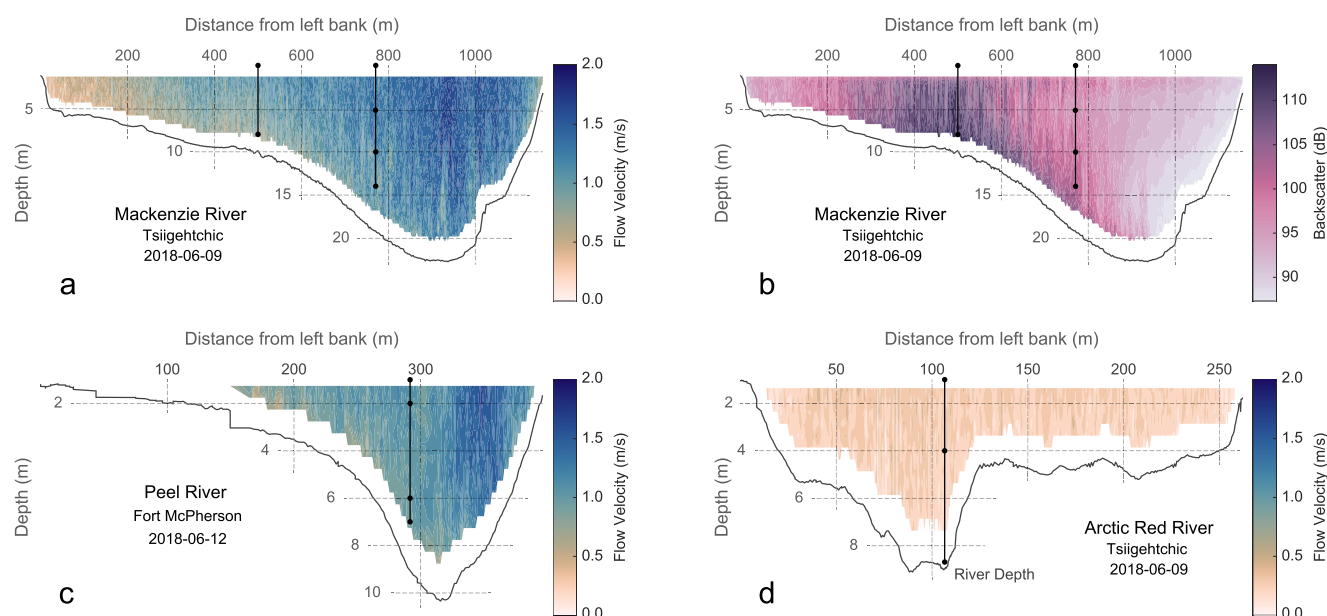 Distance from left bank (m)
200 400 600 800 1000
5
10
15
20
Depth (m)
Mackenzie River
Tsiigehtchic
2018-06-09
a
2.0
1.5
1.0
0.5
0.0
Flow Velocity (m/s)
Distance from left bank (m)
200 400 600 800 1000
5
10
15
20
Depth (m)
Mackenzie River
Tsiigehtchic
2018-06-09
b
110
105
100
95
90
Backscatter (dB)
Distance from left bank (m)
100 200 300
2
4
6
8
10
Depth (m)
Peel River
Fort McPherson
2018-06-12
c
2.0
1.5
1.0
0.5
0.0
Flow Velocity (m/s)
Distance from left bank (m)
50 100 150 200 250
2
4
6
8
Depth (m)
River Depth
Arctic Red River
Tsiigehtchic
2018-06-09
d
2.0
1.5
1.0
0.5
0.0
Flow Velocity (m/s)